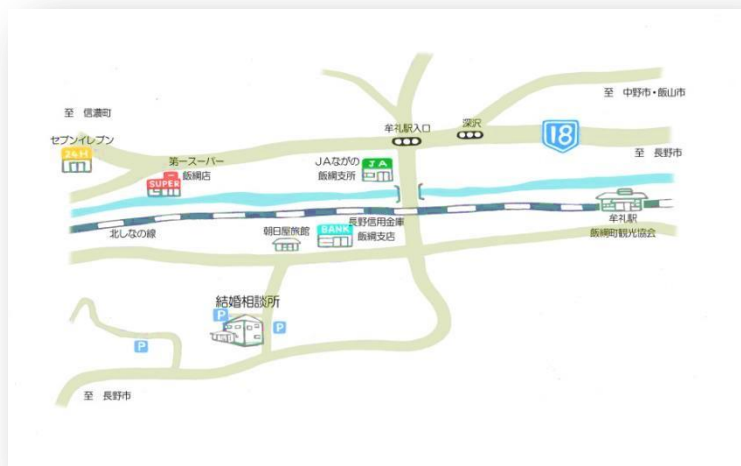 至 信濃町
セブンイレブン
24H
第一スーパー
飯綱店
SUPER
JAながの
飯綱支所
JA
牟礼駅入口
深沢
18
至 中野市・飯山市
至 長野市
北しなの線
朝日屋旅館
長野信用金庫
飯綱支店
BANK
牟礼駅
飯綱町観光協会
結婚相談所
P
P
P
至 長野市